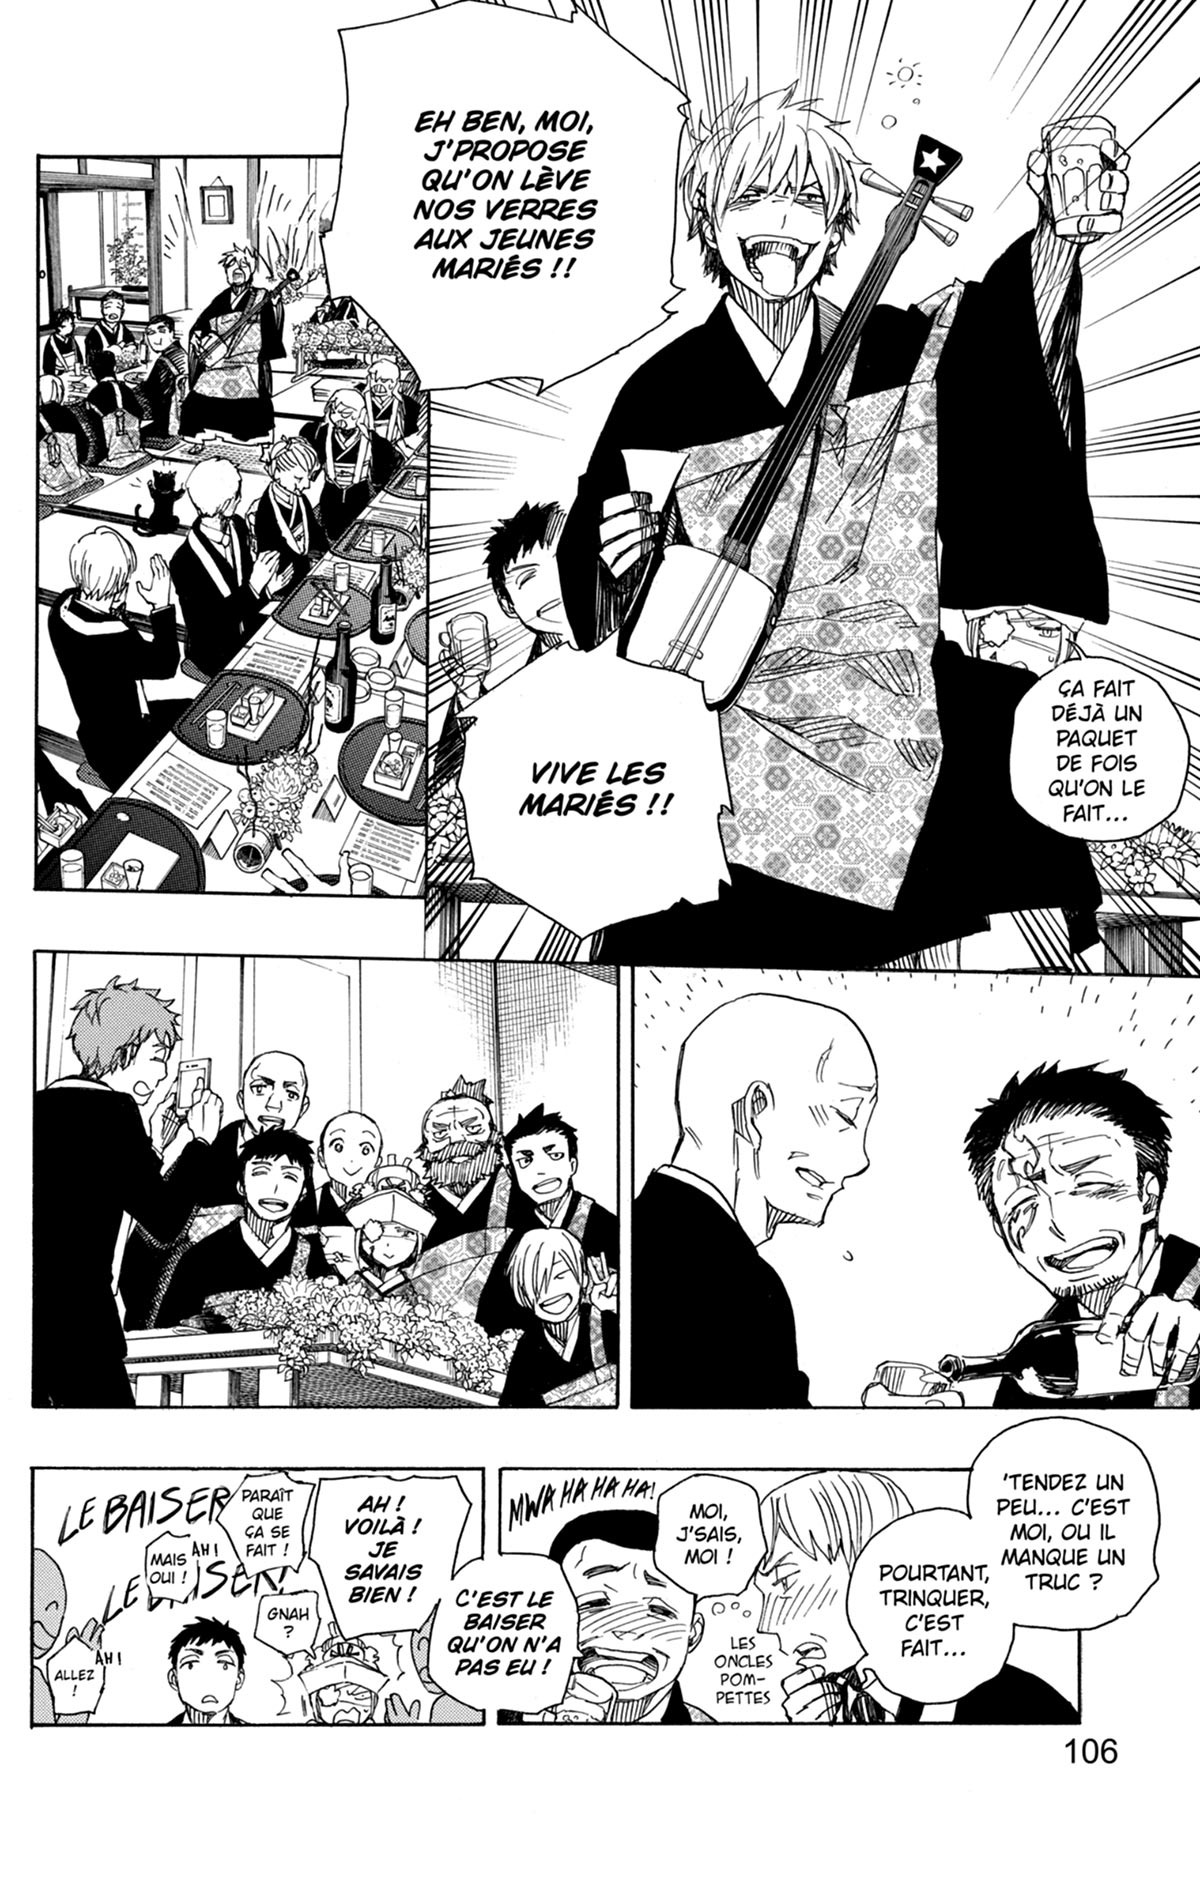 EH BEN, MOI,
J'PROPOSE
QU'ON LÈVE
NOS VERRES
AUX JEUNES
MARIÉS !!
VIVE LES
MARIÉS !!
ÇA FAIT
DÉJÀ UN
PAQUET
DE FOIS
QU'ON LE
FAIT...
'TENDEZ UN
PEU... C'EST
MOI, OU IL
MANQUE UN
TRUC ?
POURTANT,
TRINQUER,
C'EST
FAIT...
MOI,
J'SAIS,
MOI !
LES
ONCLES
POM-
PETTES
MWA HA HA HA HA!
C'EST LE
BAISER
QU'ON N'A
PAS EU !
AH !
VOILÀ !
JE
SAVAIS
BIEN !
PARAÎT
QUE
ÇA SE
FAIT !
LE BAISER
AH!
MAIS
OUI !
LE BAISER!
GNAH
?
AH!
ALLEZ
!
106